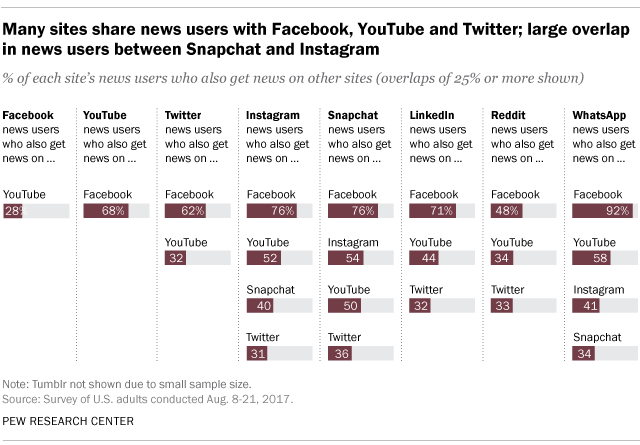 Many sites share news users with Facebook, YouTube and Twitter; large overlap
in news users between Snapchat and Instagram
% of each site's news users who also get news on other sites (overlaps of 25% or more shown)
Facebook
news users
who also get
news on ...
YouTube
28%
YouTube
news users
who also get
news on ...
Facebook
68%
Twitter
news users
who also get
news on ...
Facebook
62%
YouTube
32
Instagram
news users
who also get
news on ...
Facebook
76%
YouTube
52
Snapchat
40
Twitter
31
Snapchat
news users
who also get
news on ...
Facebook
76%
Instagram
54
YouTube
50
Twitter
36
LinkedIn
news users
who also get
news on ...
Facebook
71%
YouTube
44
Twitter
32
Reddit
news users
who also get
news on ...
Facebook
48%
YouTube
34
Twitter
33
WhatsApp
news users
who also get
news on ...
Facebook
92%
YouTube
58
Instagram
41
Snapchat
34
Note: Tumblr not shown due to small sample size.
Source: Survey of U.S. adults conducted Aug. 8-21, 2017.
PEW RESEARCH CENTER